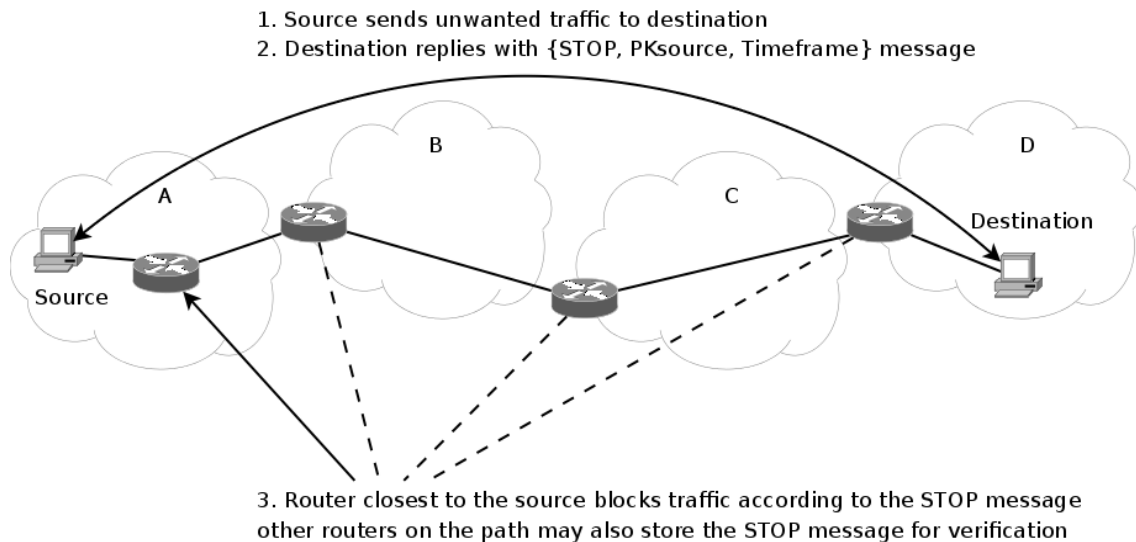 1. Source sends unwanted traffic to destination
2. Destination replies with {STOP, PKsource, Timeframe} message
B
D
A
C
Destination
Source
3. Router closest to the source blocks traffic according to the STOP message
other routers on the path may also store the STOP message for verification